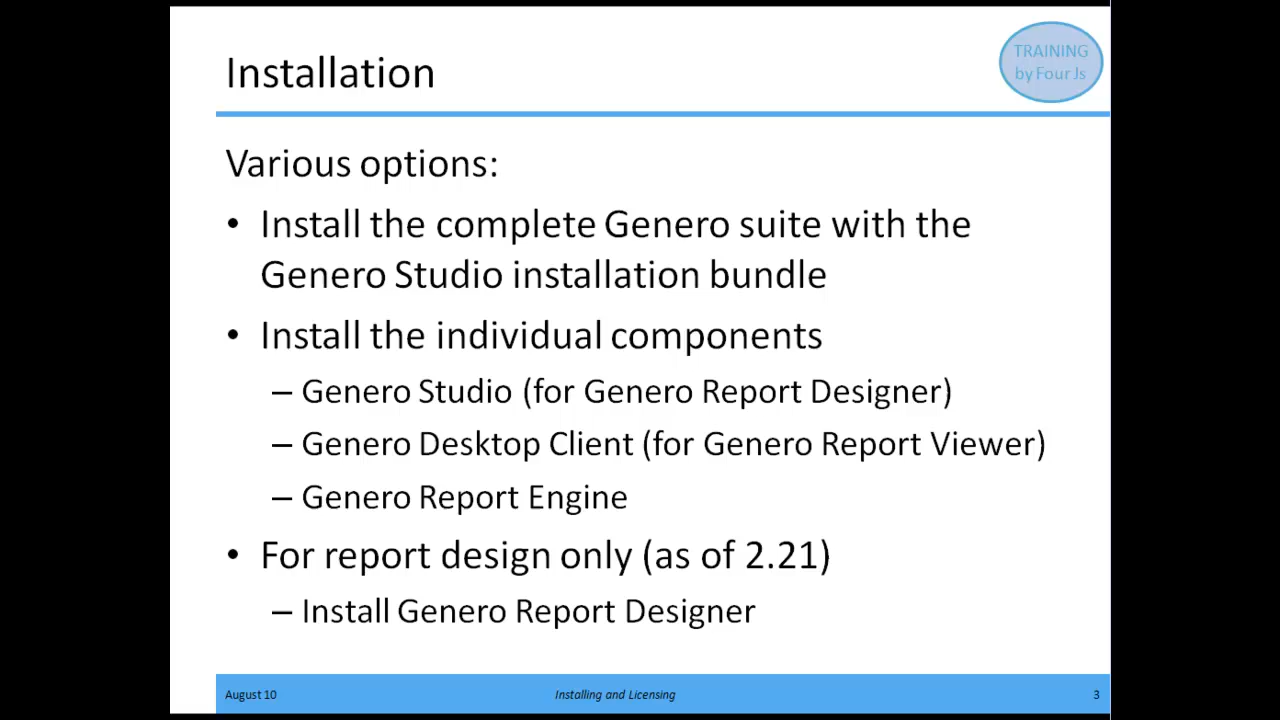 Installation
TRAINING
by Four Js
Various options:
• Install the complete Genero suite with the
Genero Studio installation bundle
• Install the individual components
– Genero Studio (for Genero Report Designer)
– Genero Desktop Client (for Genero Report Viewer)
– Genero Report Engine
• For report design only (as of 2.21)
– Install Genero Report Designer
August 10
Installing and Licensing
3